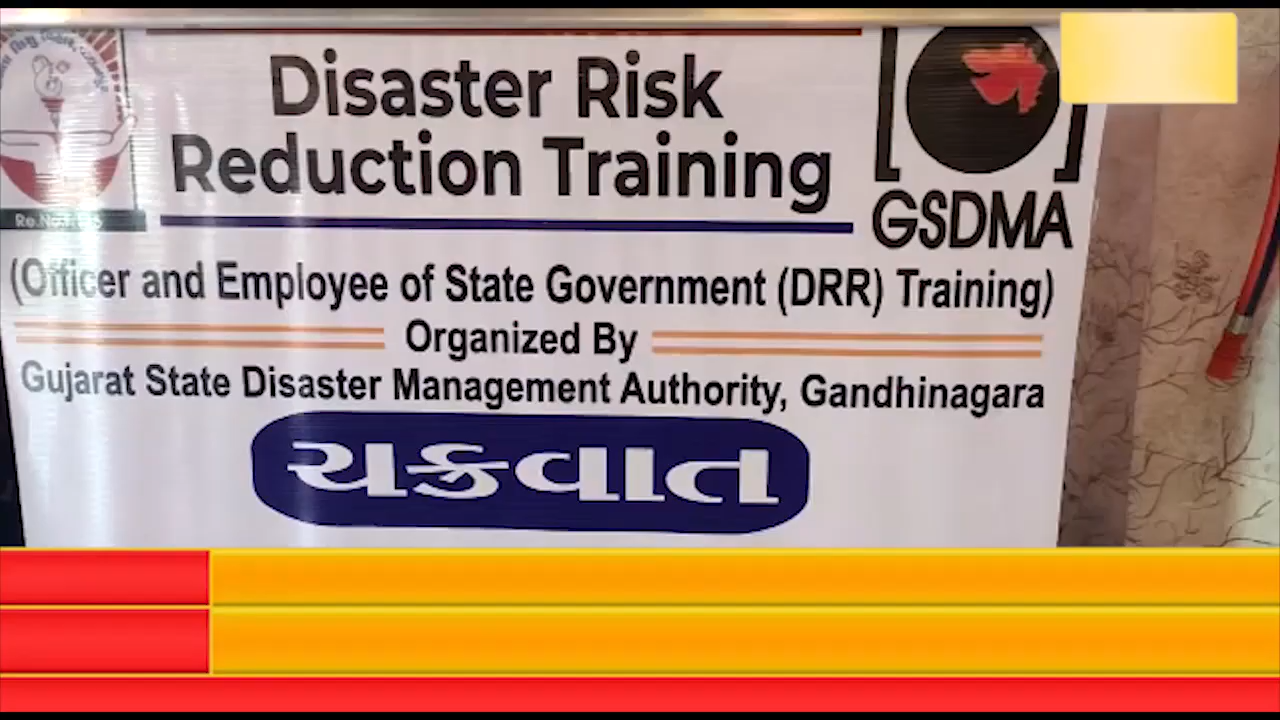 Disaster Risk
Reduction Training
GSDMA
(Officer and Employee of State Government (DRR) Training)
Organized By
Gujarat State Disaster Management Authority, Gandhinagara
ચક્રવાત